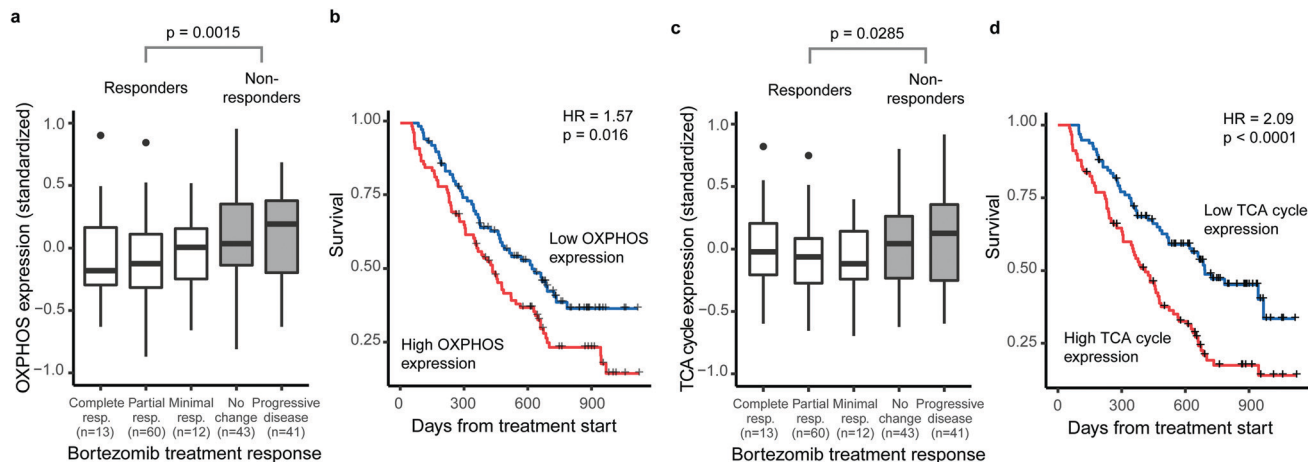 a
p = 0.0015
Responders
Non-
responders
OXPHOS expression (standardized)
1.0
0.5
0.0
−0.5
−1.0
Complete
resp.
(n=13)
Partial
resp.
(n=60)
Minimal
resp.
(n=12)
No
change
(n=43)
Progressive
disease
(n=41)
Bortezomib treatment response
b
HR = 1.57
p = 0.016
Survival
1.00
0.75
0.50
0.25
Low OXPHOS
expression
High OXPHOS
expression
0 300 600 900
Days from treatment start
c
p = 0.0285
Responders
Non-
responders
TCA cycle expression (standardized)
1.0
0.5
0.0
−0.5
−1.0
Complete
resp.
(n=13)
Partial
resp.
(n=60)
Minimal
resp.
(n=12)
No
change
(n=43)
Progressive
disease
(n=41)
Bortezomib treatment response
d
HR = 2.09
p < 0.0001
Survival
1.00
0.75
0.50
0.25
Low TCA cycle
expression
High TCA cycle
expression
0 300 600 900
Days from treatment start